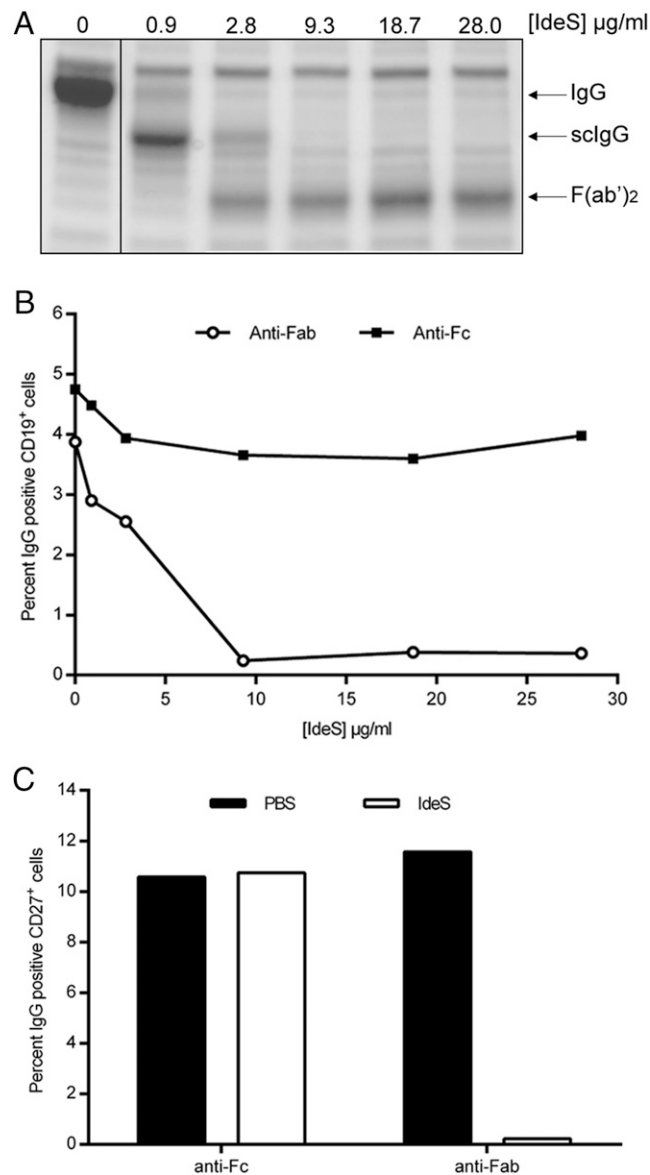 A
0 0.9 2.8 9.3 18.7 28.0 [IdeS] µg/ml
IgG
scIgG
F(ab')2
B
Anti-Fab Anti-Fc
6
5
4
3
2
1
0
Percent IgG positive CD19+ cells
0 5 10 15 20 25 30
[IdeS] µg/ml
C
PBS IdeS
14
12
10
8
6
4
2
0
Percent IgG positive CD27+ cells
anti-Fc anti-Fab